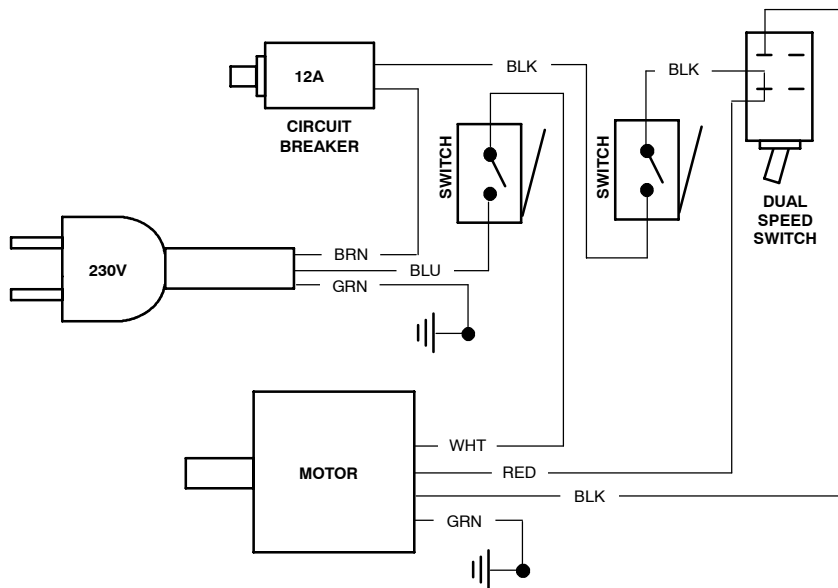 12A
CIRCUIT
BREAKER
BLK
SWITCH
BLK
SWITCH
DUAL
SPEED
SWITCH
230V
BRN
BLU
GRN
MOTOR
WHT
RED
BLK
GRN